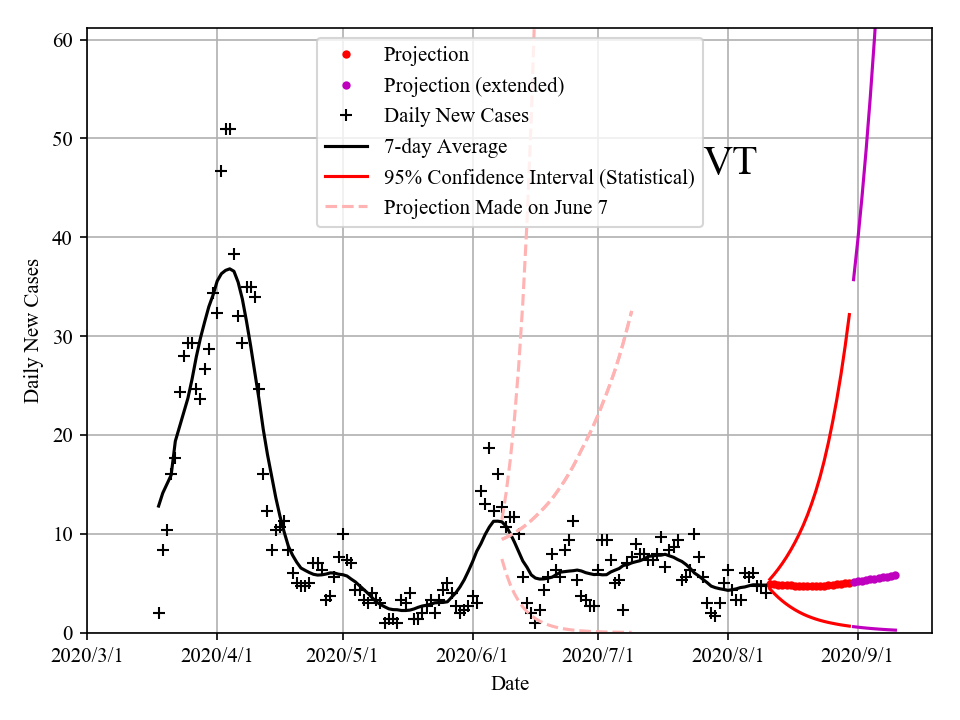 60
50
40
30
20
10
0
Daily New Cases
Projection
Projection (extended)
Daily New Cases
7-day Average
95% Confidence Interval (Statistical)
Projection Made on June 7
VT
2020/3/1 2020/4/1 2020/5/1 2020/6/1 2020/7/1 2020/8/1 2020/9/1
Date